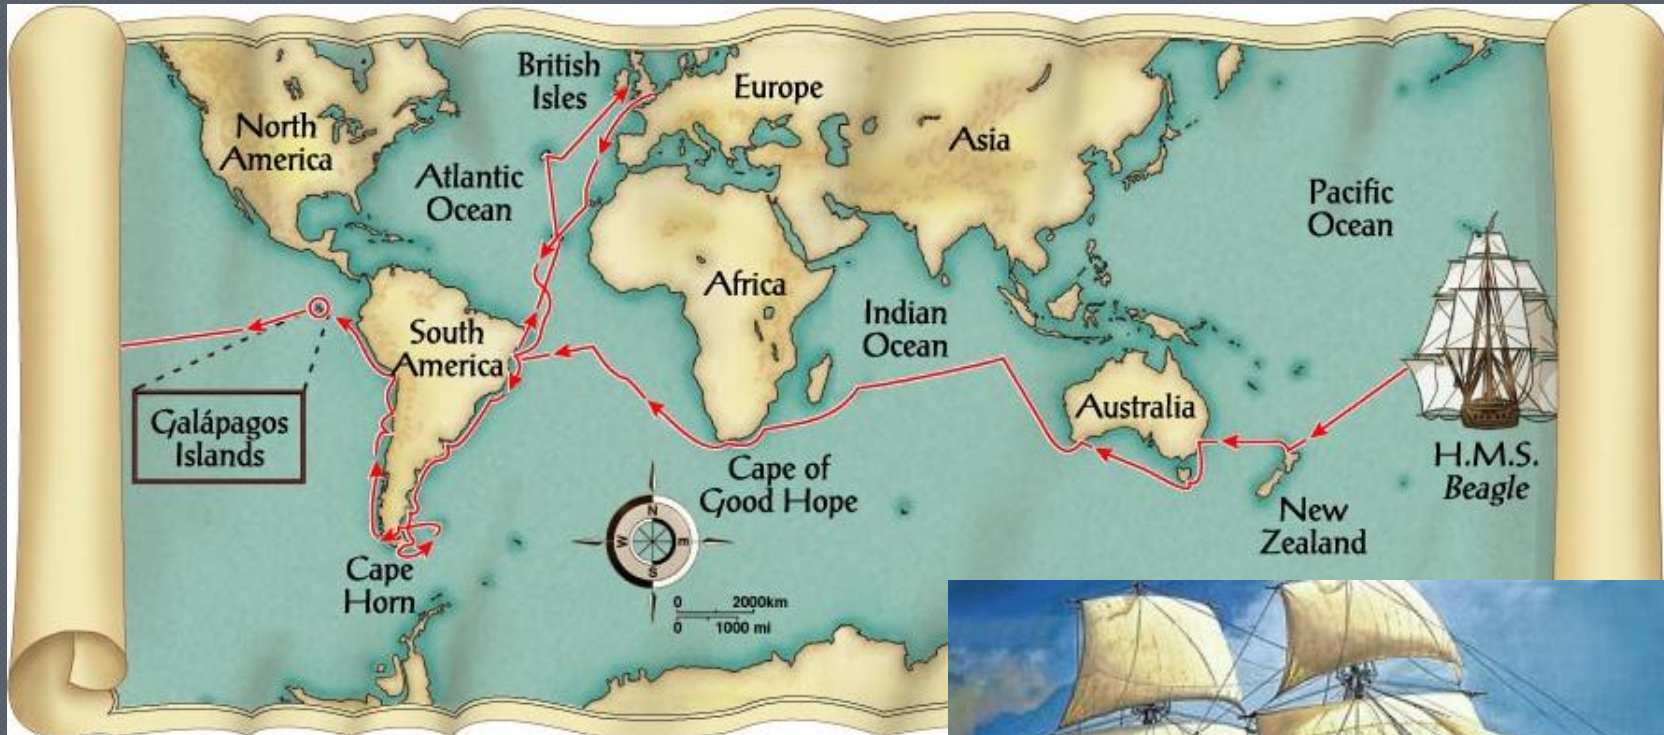 British
Isles
Europe
North
America
Asia
Atlantic
Ocean
Pacific
Ocean
Africa
Indian
Ocean
South
America
Galápagos
Islands
Australia
H.M.S.
Beagle
Cape of
Good Hope
New
Zealand
N
W
m
S
Cape
Horn
0 2000km
0 1000 mi